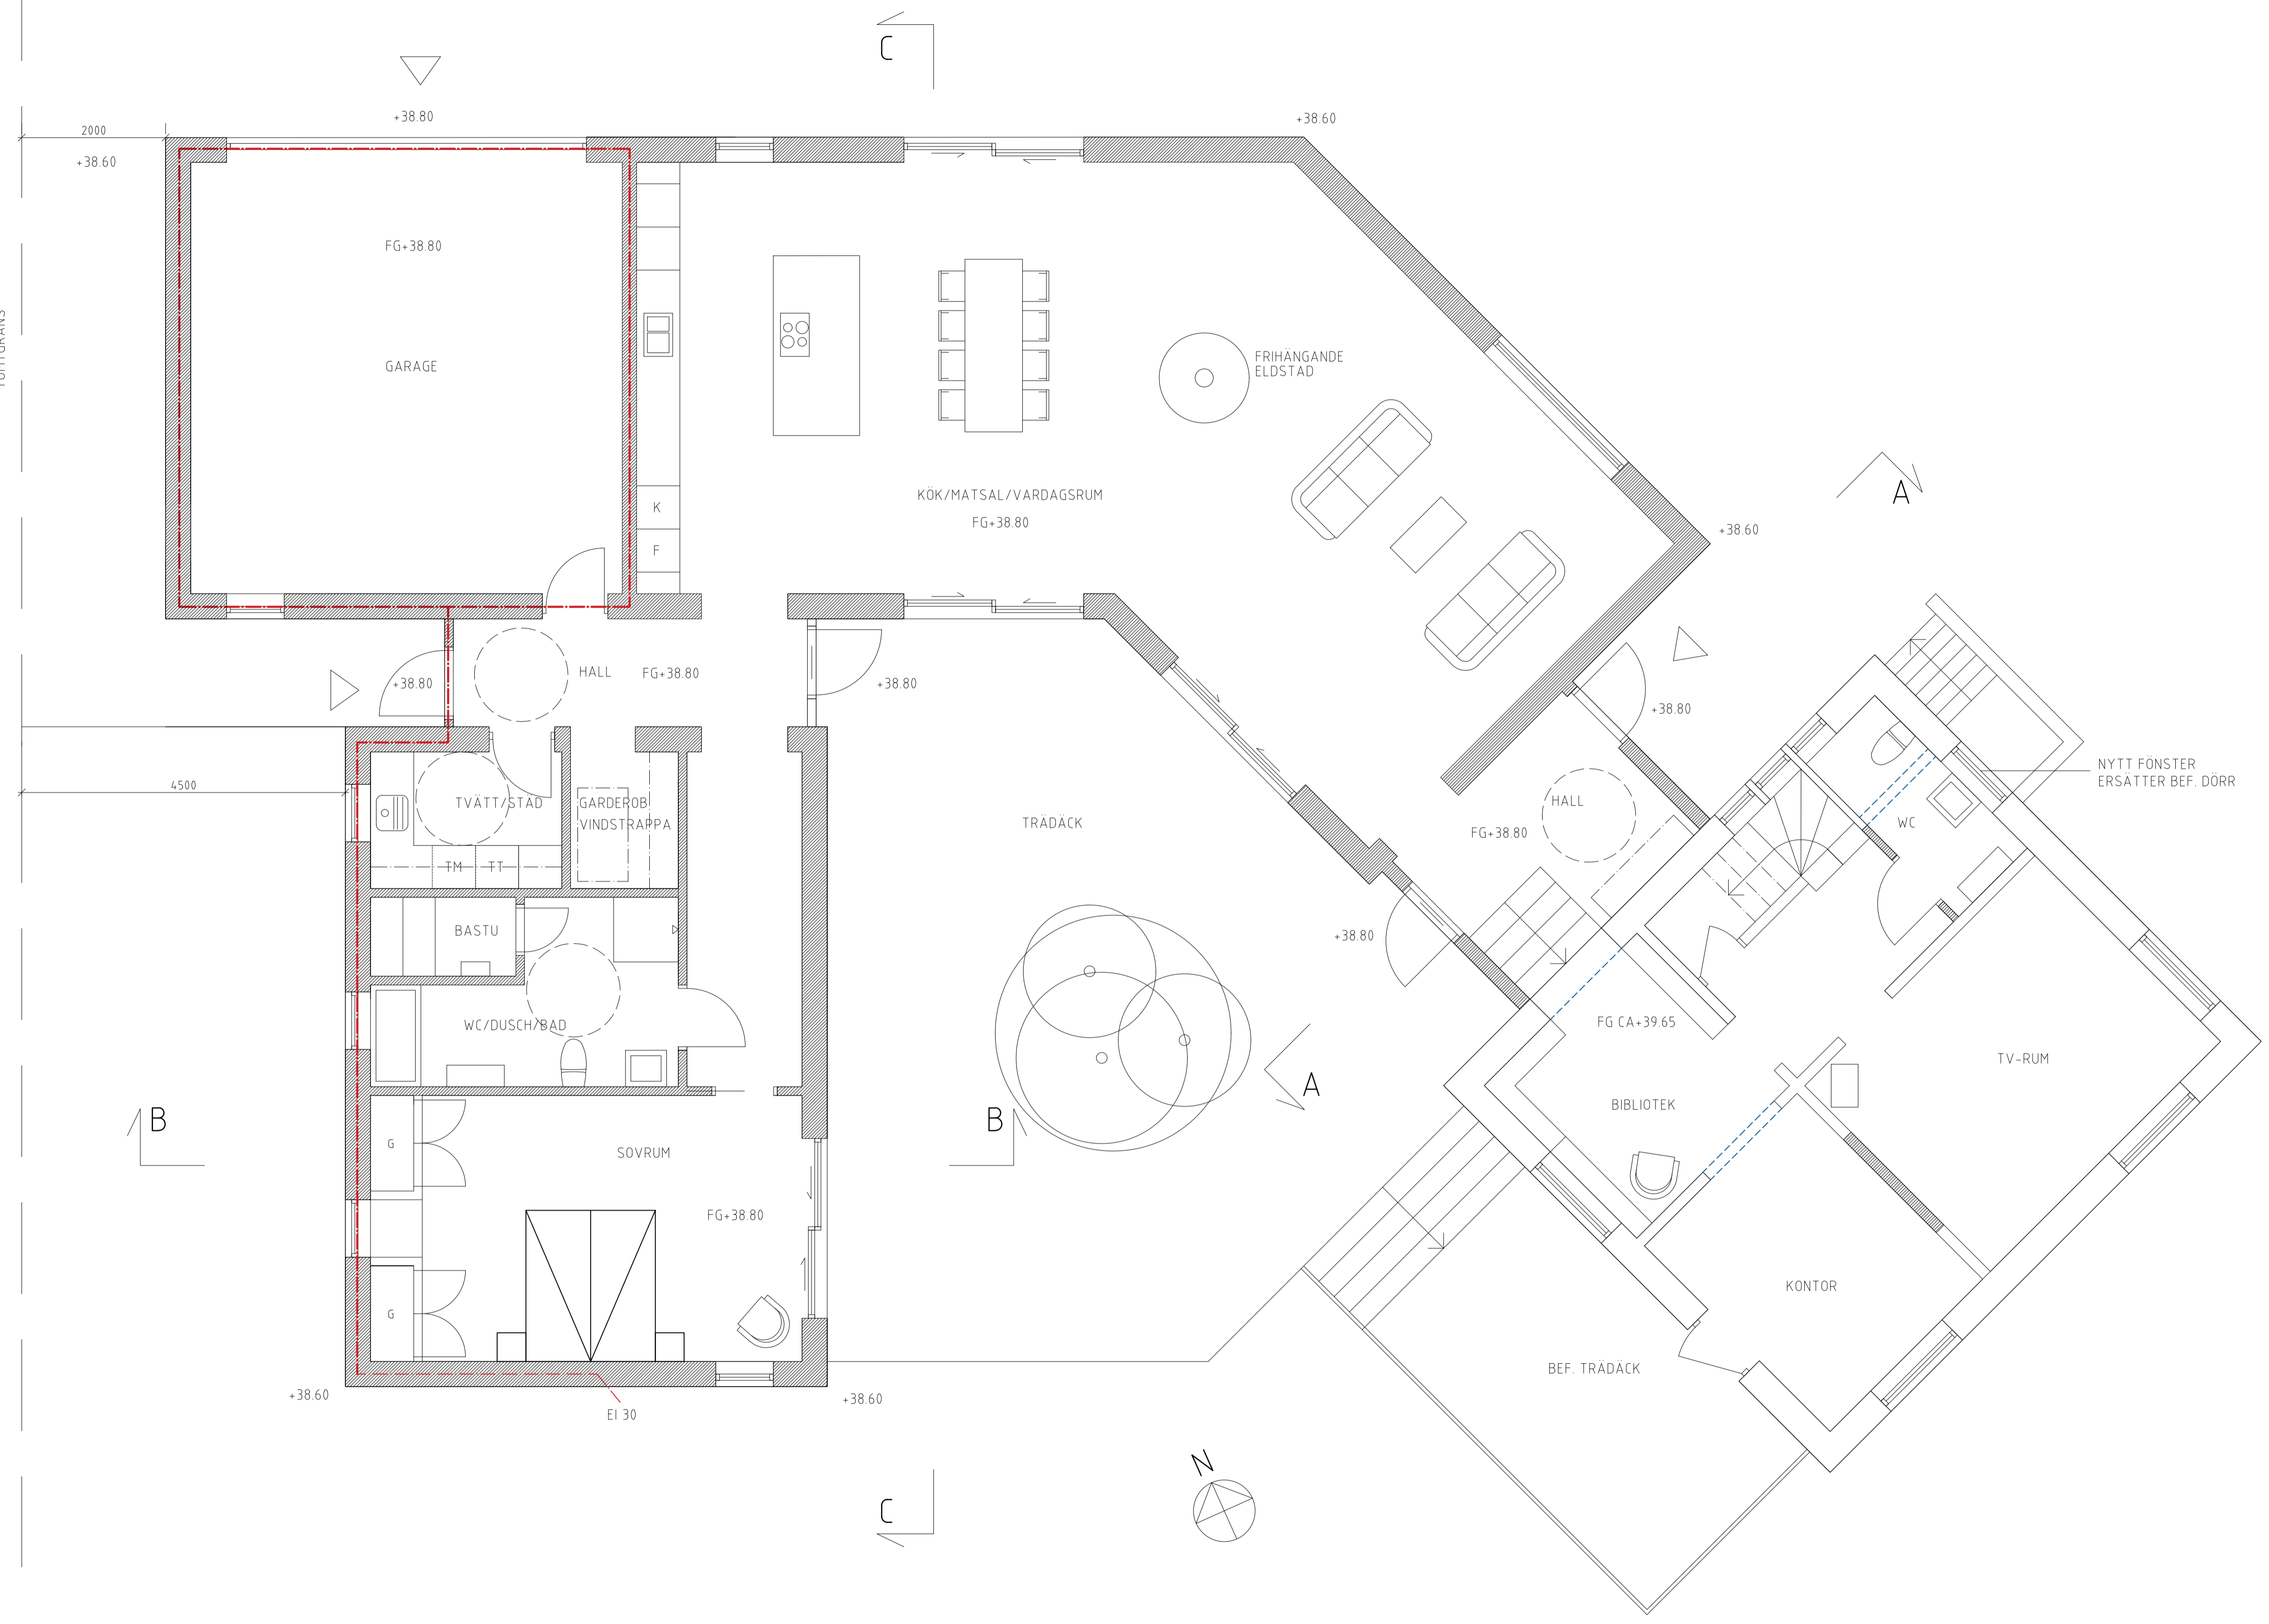 C
+38.80
+38.60
2000
+38.60
FG+38.80
GARAGE
TOMTGRÄNS
FRIHÄNGANDE
ELDSTAD
K
F
KÖK/MATSAL/VARDAGSRUM
FG+38.80
A
+38.60
HALL
FG+38.80
+38.80
+38.80
+38.80
NYTT FÖNSTER
ERSÄTTER BEF. DÖRR
4500
TVÄTT/STÄD
GARDEROB
VINDSTRAPPA
TM
TT
TRÄDÄCK
HALL
FG+38.80
WC
BASTU
+38.80
WC/DUSCH/BAD
FG CA+39.65
TV-RUM
BIBLIOTEK
A
B
B
G
SOVRUM
FG+38.80
G
KONTOR
BEF. TRÄDÄCK
+38.60
+38.60
EI 30
N
C